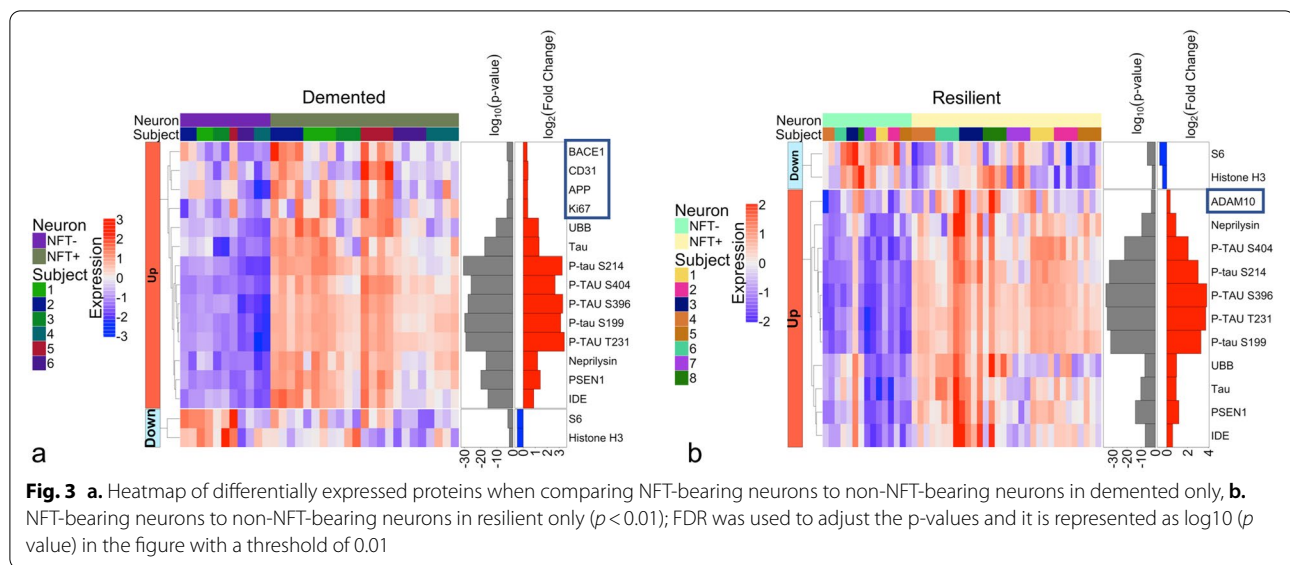 Demented
log10(p-value)
log2(Fold Change)
Neuron
Subject
Up
Down
BACE1
CD31
APP
Ki67
UBB
Tau
P-tau S214
P-TAU S404
P-TAU S396
P-tau S199
P-TAU T231
Neprilysin
PSEN1
IDE
S6
Histone H3
Neuron
NFT-
NFT+
Subject
1
2
3
4
5
6
Expression
3
2
1
0
-1
-2
-3
-30
-20
-10
0
0
1
2
3
a
Resilient
log10(p-value)
log2(Fold Change)
Neuron
Subject
Down
Up
S6
Histone H3
ADAM10
Neprilysin
P-TAU S404
P-tau S214
P-TAU S396
P-TAU T231
P-tau S199
UBB
Tau
PSEN1
IDE
Neuron
NFT-
NFT+
Subject
1
2
3
4
5
6
7
8
Expression
2
1
0
-1
-2
-30
-20
-10
0
0
2
4
b
Fig. 3 a. Heatmap of differentially expressed proteins when comparing NFT-bearing neurons to non-NFT-bearing neurons in demented only, b.
NFT-bearing neurons to non-NFT-bearing neurons in resilient only (p < 0.01); FDR was used to adjust the p-values and it is represented as log10 (p
value) in the figure with a threshold of 0.01